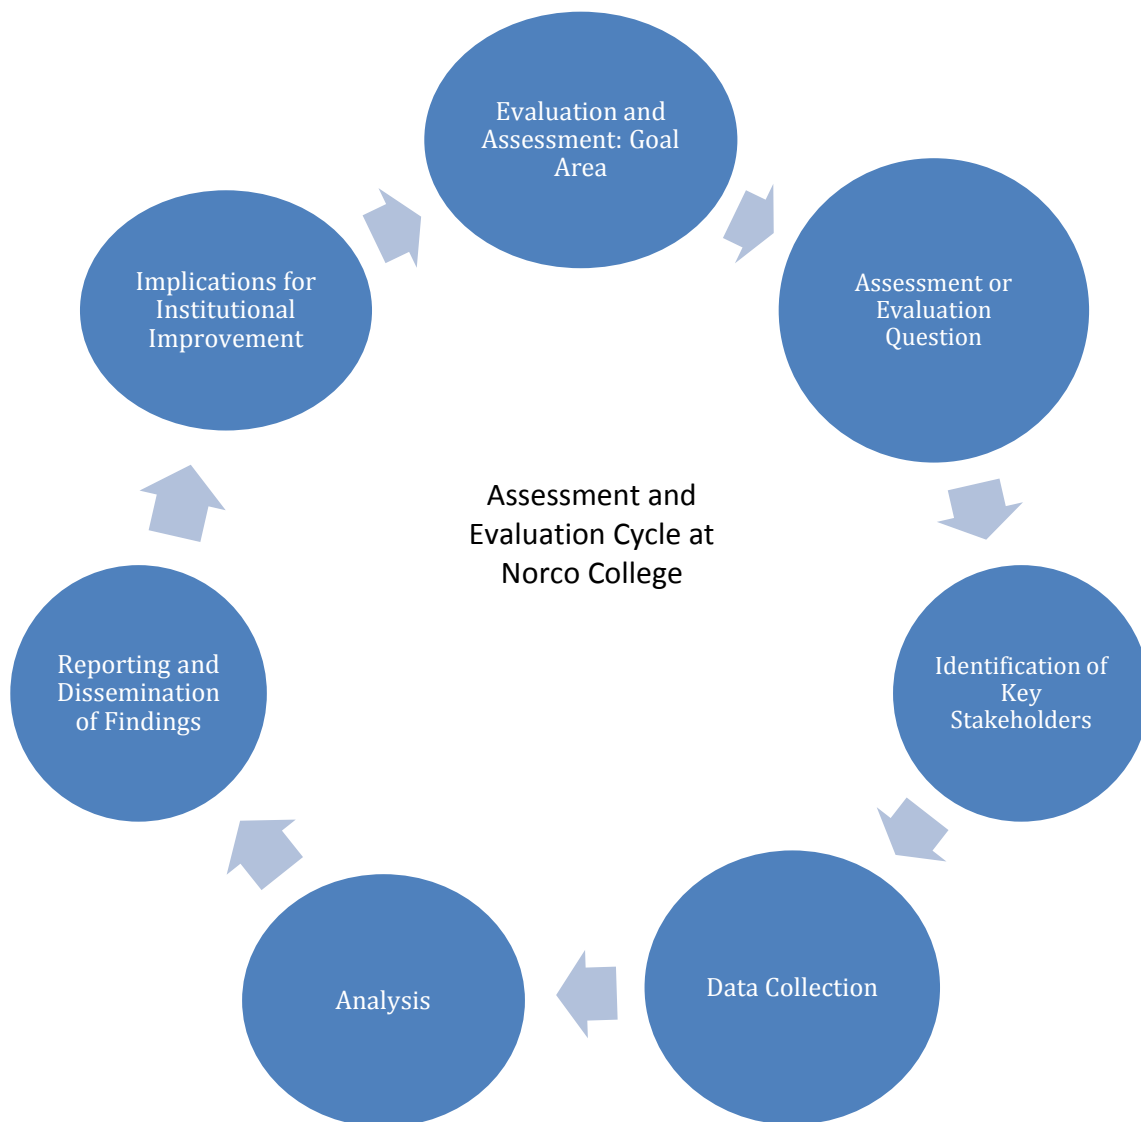 Evaluation and
Assessment: Goal
Area
Assessment or
Evaluation
Question
Identification of
Key
Stakeholders
Data Collection
Analysis
Reporting and
Dissemination
of Findings
Implications for
Institutional
Improvement
Assessment and
Evaluation Cycle at
Norco College